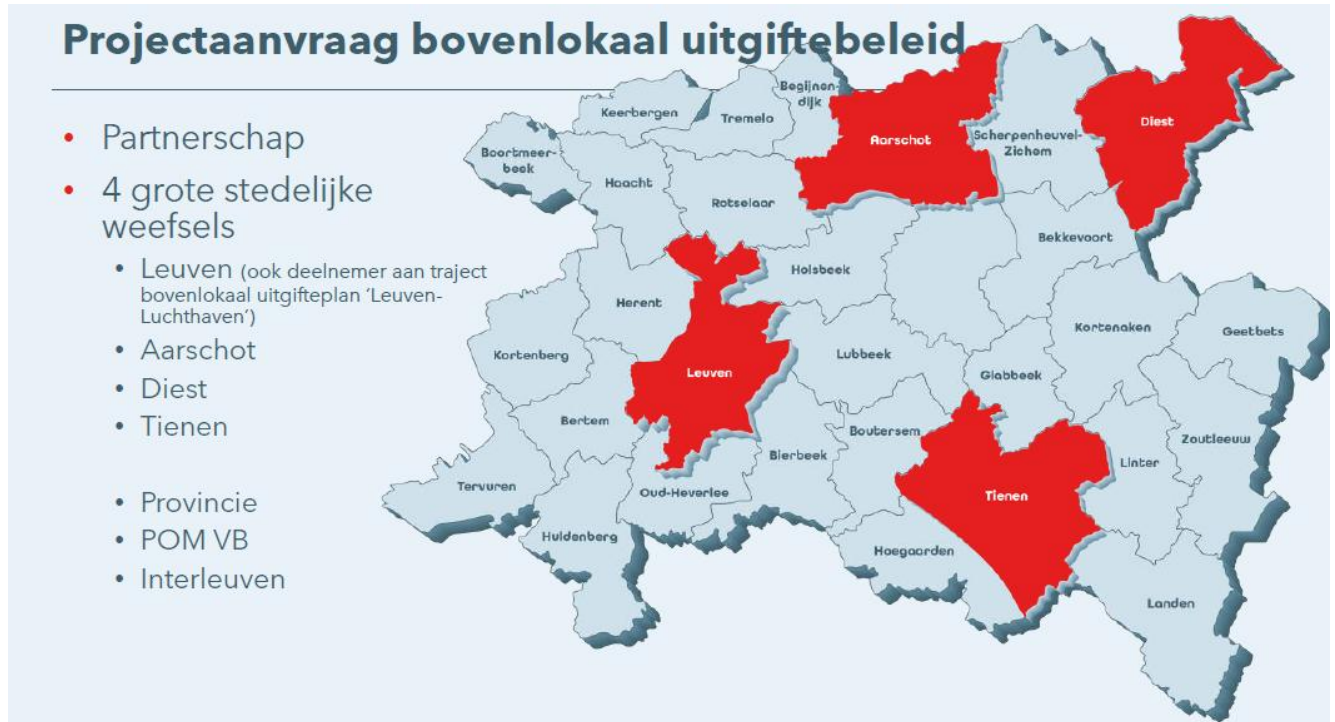 Projectaanvraag bovenlokaal uitgiftebeleid
• Partnerschap
• 4 grote stedelijke
weefsels
• Leuven (ook deelnemer aan traject
bovenlokaal uitgifteplan ‘Leuven-
Luchthaven’)
• Aarschot
• Diest
• Tienen
• Provincie
• POM VB
• Interleuven
Keerbergen
Tremelo
Begijnen-
dijk
Aarschot
Scherpenheuvel-
Zichem
Diest
Boortmeer-
beek
Haacht
Rotselaar
Bekkevoort
Holsbeek
Herent
Kortenberg
Leuven
Lubbeek
Glabbeek
Kortenaken
Geetbets
Bertem
Bierbeek
Boutersem
Linter
Zoutleeuw
Tervuren
Oud-Heverlee
Tienen
Huldenberg
Hoegaarden
Landen